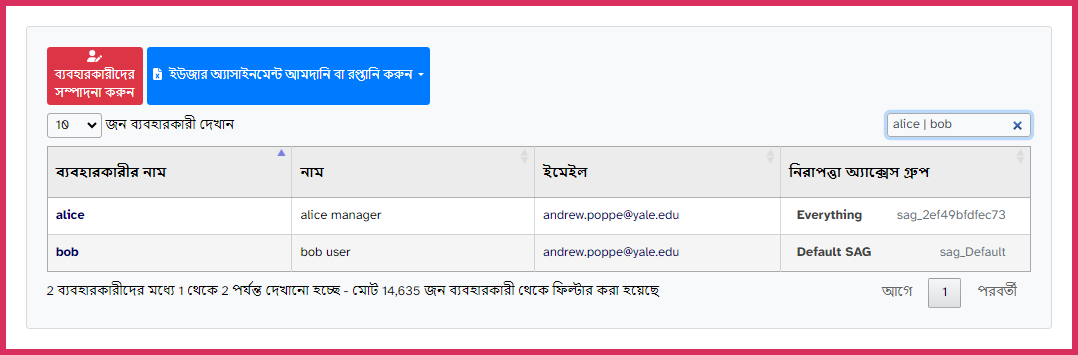 ব্যবহারকারীদের
সম্পাদনা করুন
ইউজার অ্যাসাইনমেন্ট আমদানি বা রপ্তানি করুন
10 জন ব্যবহারকারী দেখান
alice | bob
ব্যবহারকারীর নাম নাম ইমেইল নিরাপত্তা অ্যাক্সেস গ্রুপ
alice alice manager andrew.poppe@yale.edu Everything sag_2ef49bfdfec73
bob bob user andrew.poppe@yale.edu Default SAG sag_Default
2 ব্যবহারকারীদের মধ্যে 1 থেকে 2 পর্যন্ত দেখানো হচ্ছে - মোট 14,635 জন ব্যবহারকারী থেকে ফিল্টার করা হয়েছে
আগে 1 পরবর্তী